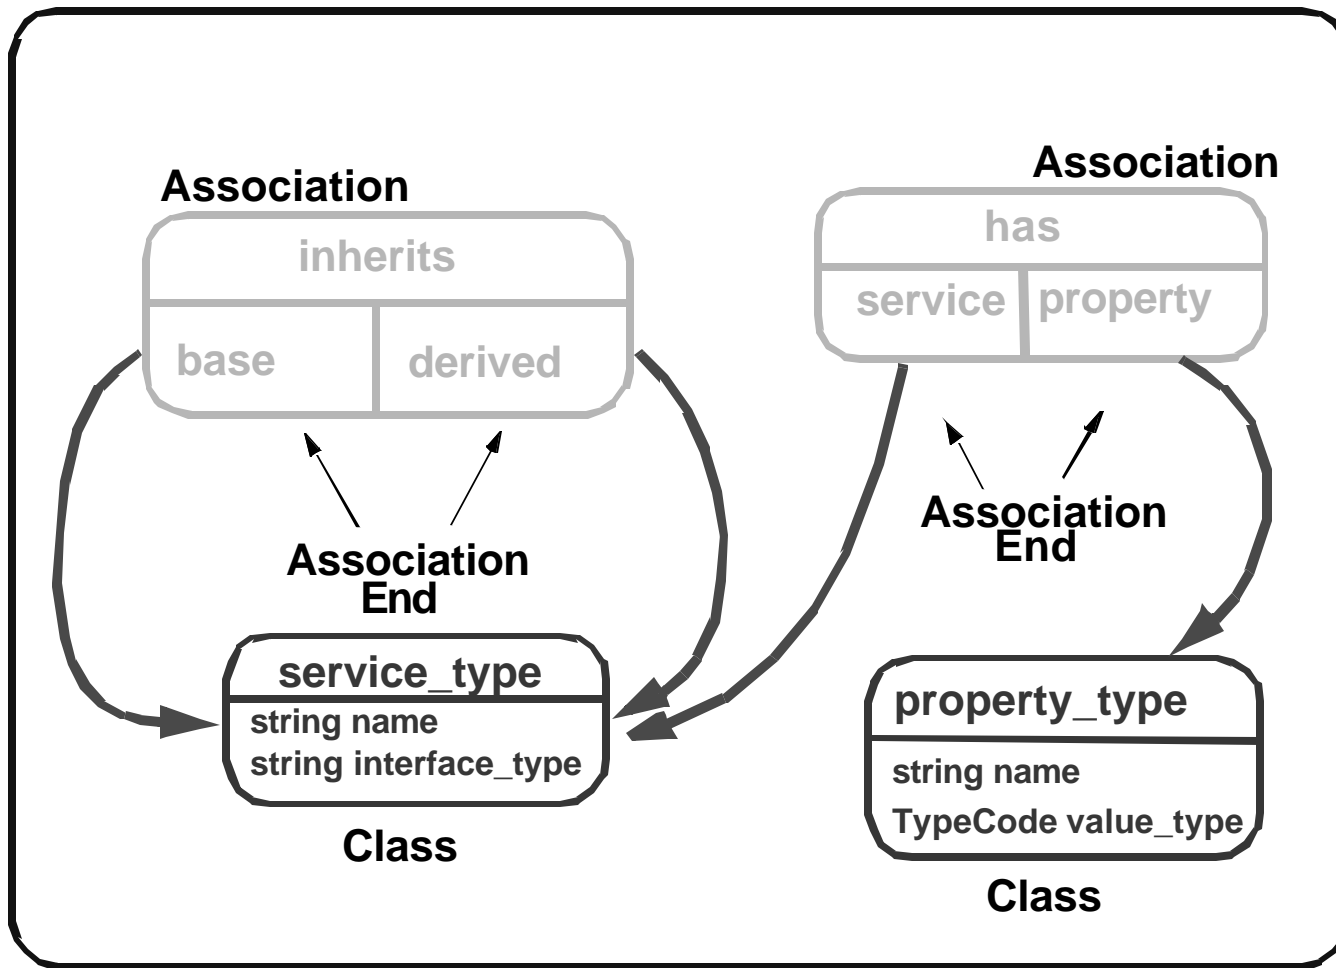 Association
inherits
base
derived
Association
End
service_type
string name
string interface_type
Class
Association
has
service
property
Association
End
property_type
string name
TypeCode value_type
Class